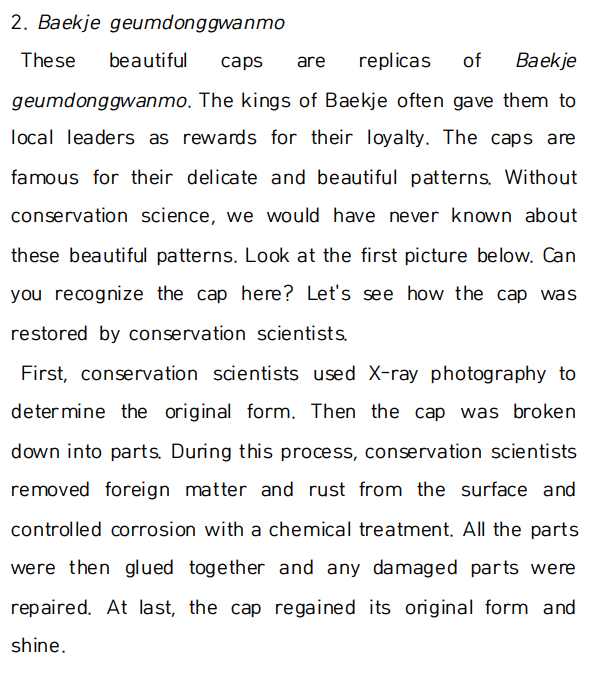 2. Baekje geumdonggwanmo
These beautiful caps are replicas of Baekje
geumdonggwanmo. The kings of Baekje often gave them to
local leaders as rewards for their loyalty. The caps are
famous for their delicate and beautiful patterns. Without
conservation science, we would have never known about
these beautiful patterns. Look at the first picture below. Can
you recognize the cap here? Let's see how the cap was
restored by conservation scientists.
First, conservation scientists used X-ray photography to
determine the original form. Then the cap was broken
down into parts. During this process, conservation scientists
removed foreign matter and rust from the surface and
controlled corrosion with a chemical treatment. All the parts
were then glued together and any damaged parts were
repaired. At last, the cap regained its original form and
shine.